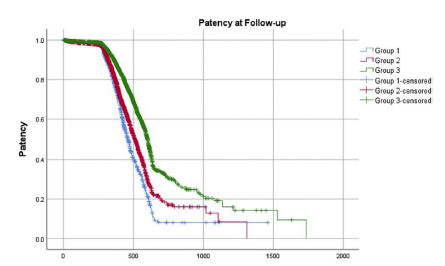 Patency at Follow-up
Patency
1.0
0.8
0.6
0.4
0.2
0.0
0
500
1000
1500
2000
Group 1
Group 2
Group 3
Group 1-censored
Group 2-censored
Group 3-censored